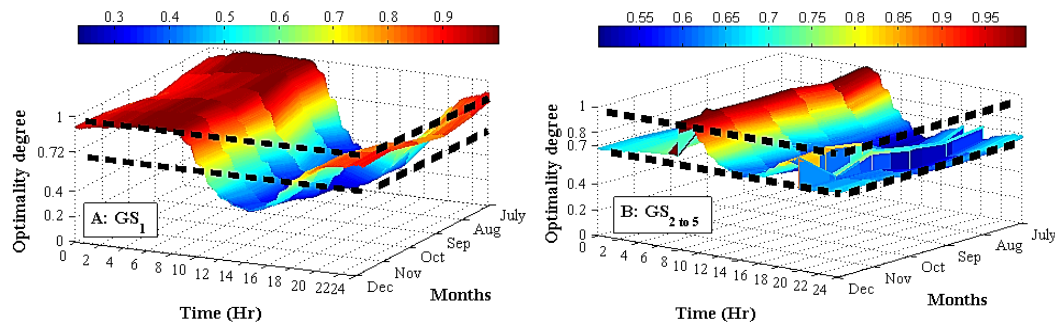 0.3 0.4 0.5 0.6 0.7 0.8 0.9
Optimality degree
1
0.72
0.4
0.2
0
A: GS1
0 2 4 6 8 10 12 14 16 18 20 22 24
Time (Hr)
Dec Nov Oct Sep Aug July
Months
0.55 0.6 0.65 0.7 0.75 0.8 0.85 0.9 0.95
Optimality degree
1
0.8
0.7
0.4
0.2
0
B: GS2 to 5
0 2 4 6 8 10 12 14 16 18 20 22 24
Time (Hr)
Dec Nov Oct Sep Aug July
Months